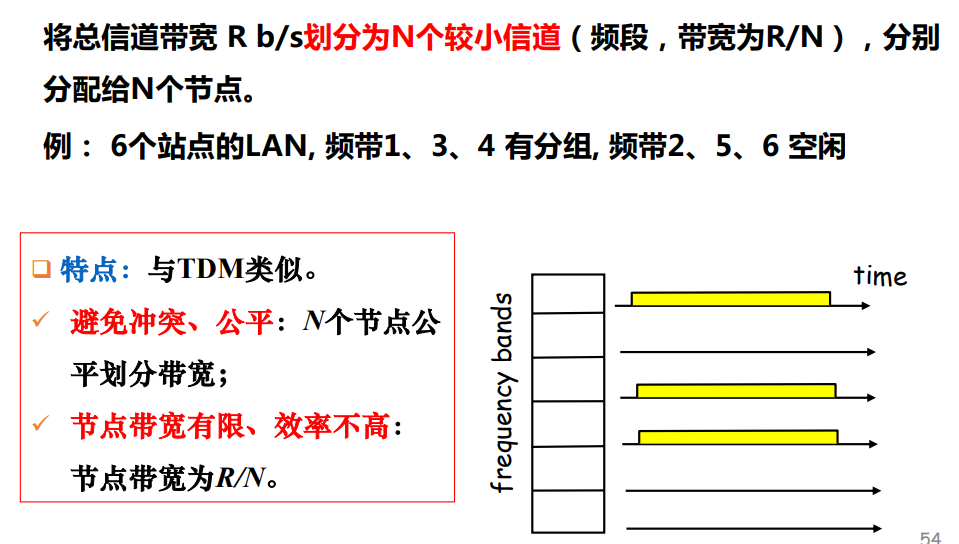 将总信道带宽 R b/s划分为N个较小信道（频段，带宽为R/N），分别
分配给N个节点。
例： 6个站点的LAN, 频带1、3、4 有分组, 频带2、5、6 空闲
特点：与TDM类似。
避免冲突、公平：N个节点公
平划分带宽；
节点带宽有限、效率不高：
节点带宽为R/N。
frequency bands
time
54